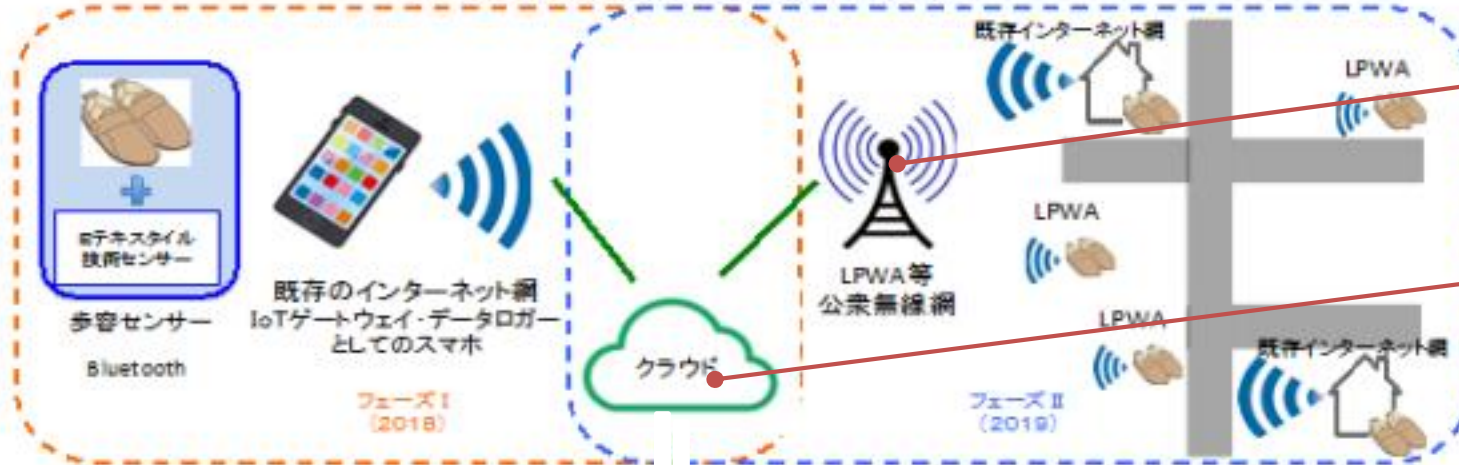 Eテキスタイル
技術センサー
歩容センサー
Bluetooth
既存のインターネット網
IoTゲートウェイ・データロガー
としてのスマホ
フェーズⅠ
(2018)
クラウド
LPWA等
公衆無線網
フェーズⅡ
(2019)
既存インターネット網
LPWA
LPWA
LPWA
既存インターネット網